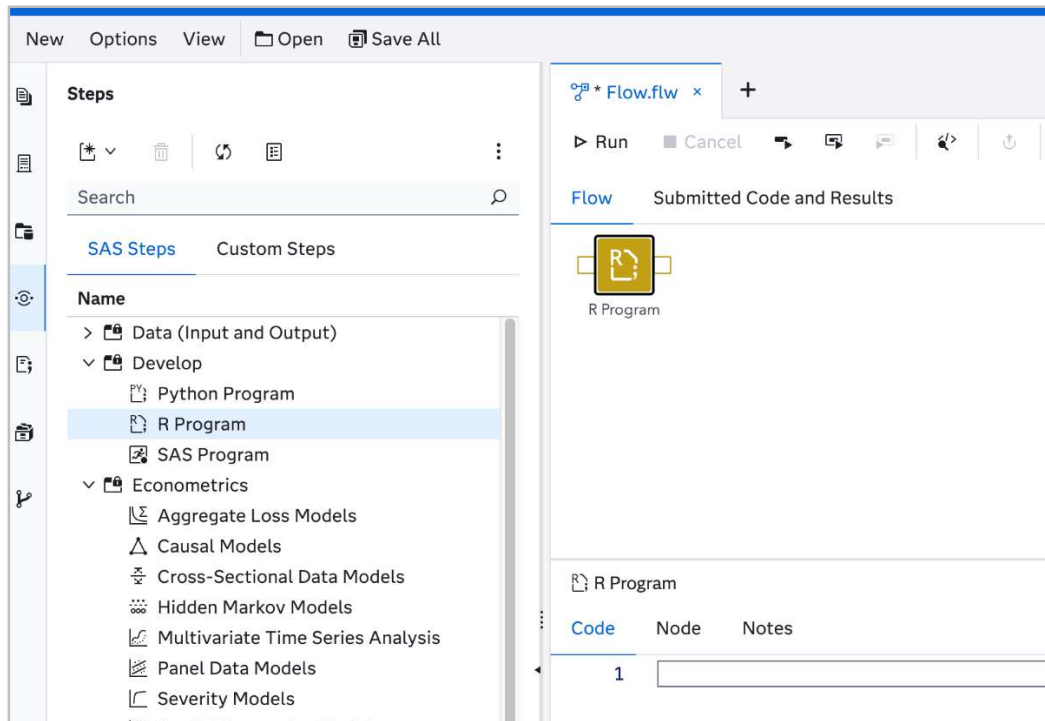 New Options View Open Save All
Steps
Search
SAS Steps Custom Steps
Name
Data (Input and Output)
Develop
Python Program
R Program
SAS Program
Econometrics
Aggregate Loss Models
Causal Models
Cross-Sectional Data Models
Hidden Markov Models
Multivariate Time Series Analysis
Panel Data Models
Severity Models
* Flow.flw × +
Run Cancel
Flow Submitted Code and Results
R Program
R Program
Code Node Notes
1